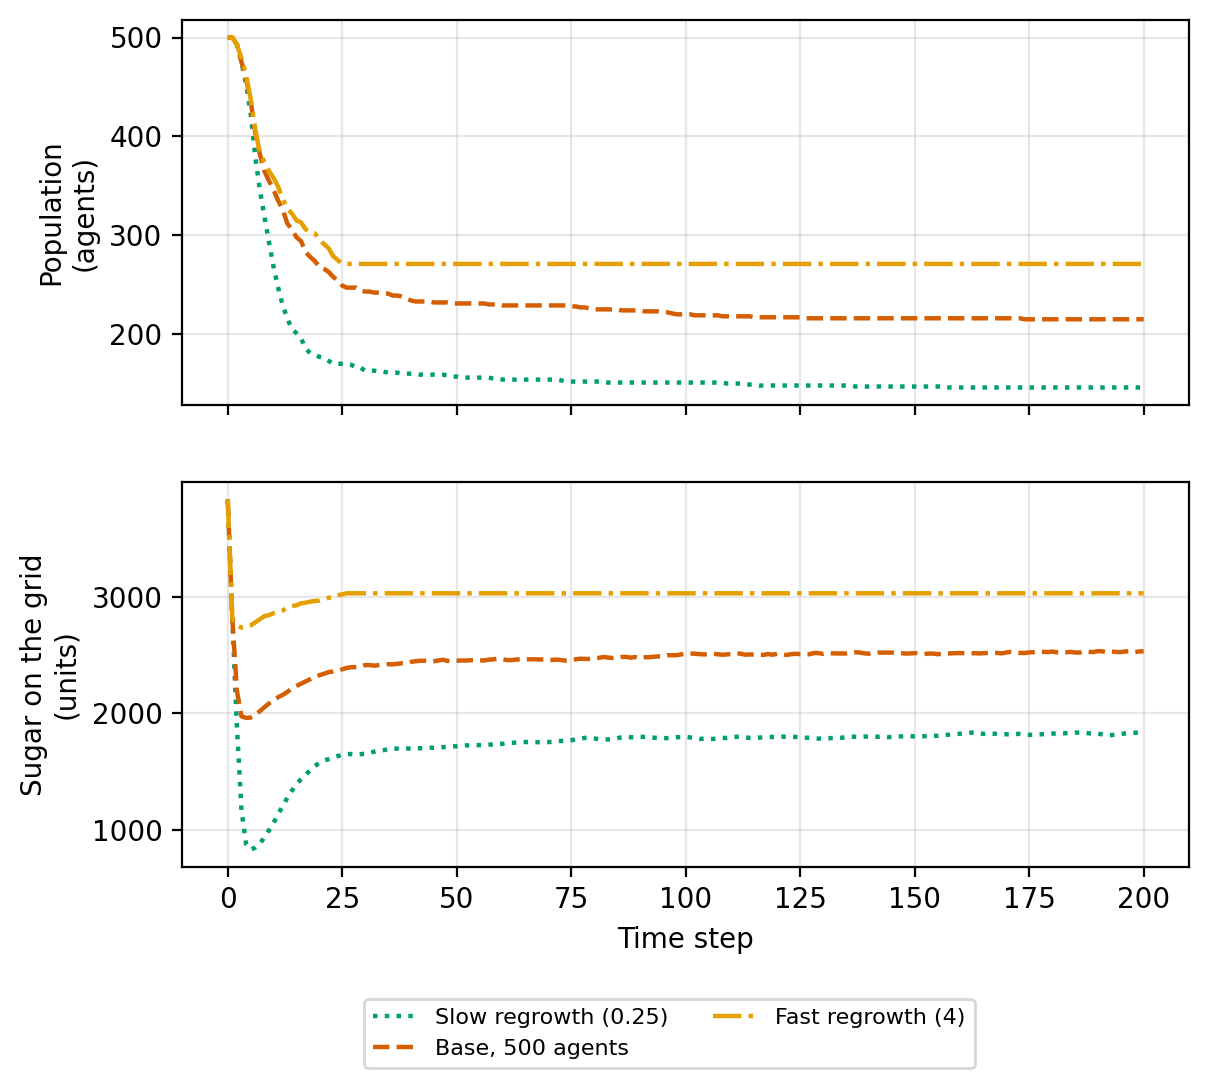 500
400
300
200
Population
(agents)
3000
2000
1000
Sugar on the grid
(units)
0 25 50 75 100 125 150 175 200
Time step
Slow regrowth (0.25) Fast regrowth (4)
Base, 500 agents